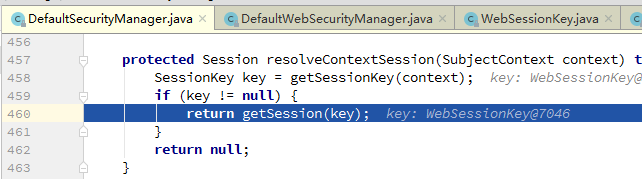 DefaultSecurityManager.java DefaultWebSecurityManager.java WebSessionKey.java
456
457 protected Session resolveContextSession(SubjectContext context) t
458 SessionKey key = getSessionKey(context); key: WebSessionKey@
459 if (key != null) {
460 return getSession(key); key: WebSessionKey@7046
461 }
462 return null;
463 }